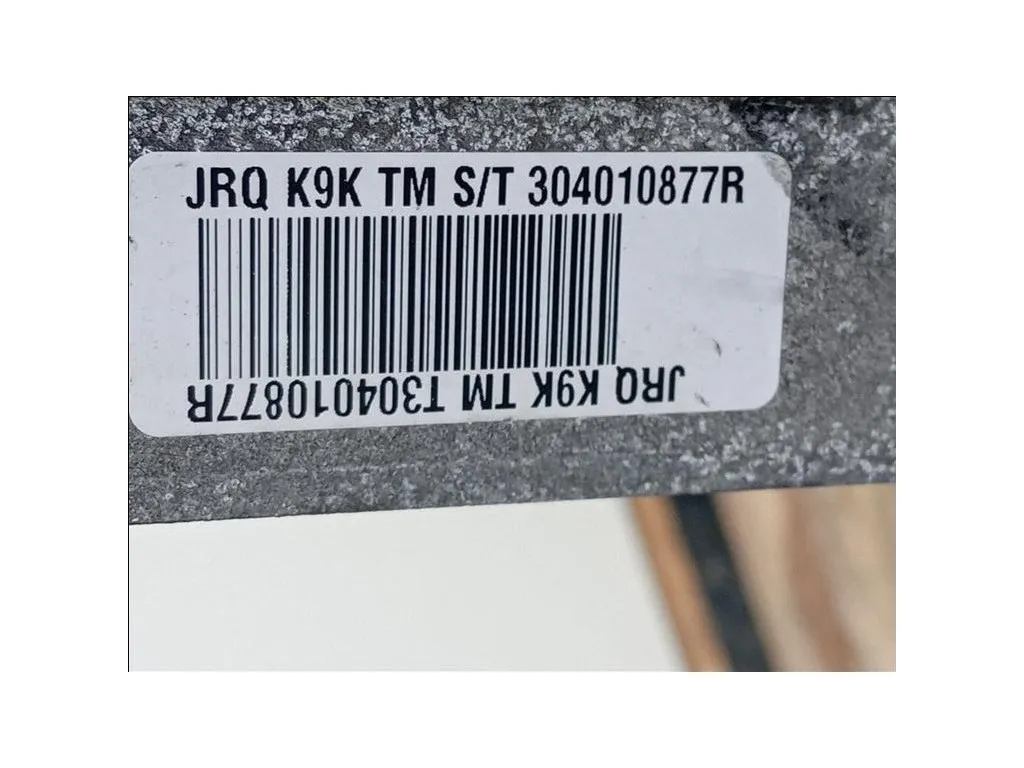 JRQ K9K TM S/T 304010877R
JRQ K9K TM T304010877R